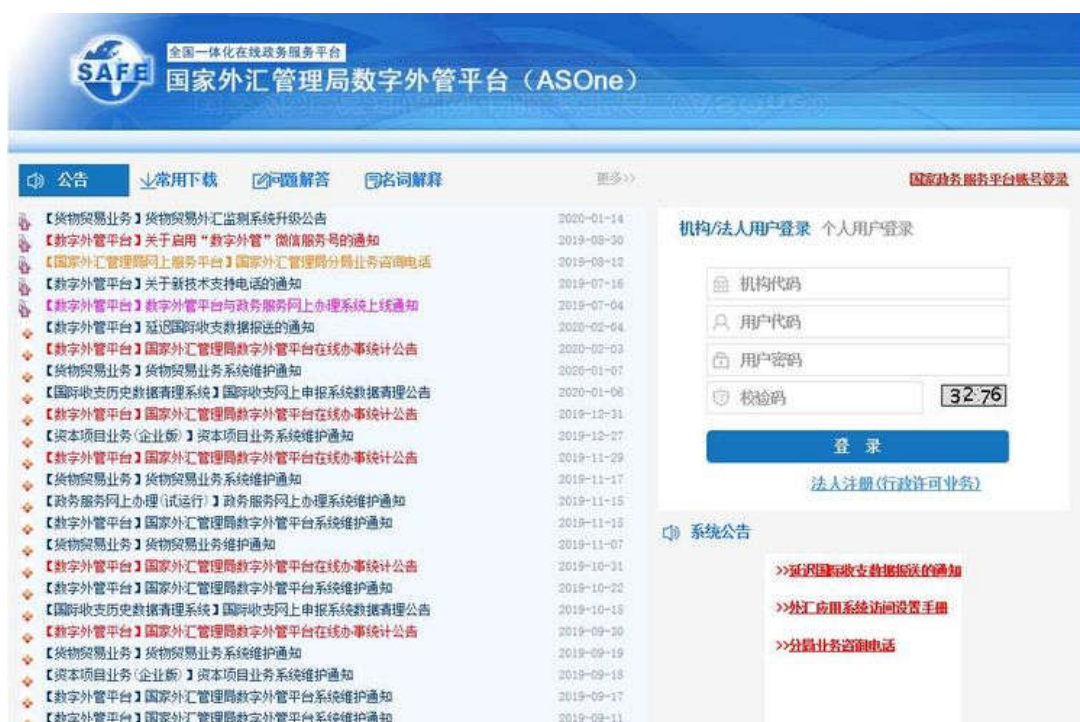 SAFE
全国一体化在线政务服务平台
国家外汇管理局数字外管平台（ASOne）
公告 常用下载 问题解答 名词解释 更多>>
国家政务服务平台账号登录
【货物贸易业务】货物贸易外汇监测系统升级公告 2020-01-14
【数字外管平台】关于启用“数字外管”微信服务号的通知 2019-08-30
【国家外汇管理局网上服务平台】国家外汇管理局分局业务咨询电话 2019-08-12
【数字外管平台】关于新技术支持电话的通知 2019-07-16
【数字外管平台】数字外管平台与政务服务网上办理系统上线通知 2019-07-04
【数字外管平台】延迟国际收支数据报送的通知 2020-02-04
【数字外管平台】国家外汇管理局数字外管平台在线办事统计公告 2020-02-03
【货物贸易业务】货物贸易业务系统维护通知 2020-01-07
【国际收支历史数据清理系统】国际收支网上申报系统数据清理公告 2020-01-06
【数字外管平台】国家外汇管理局数字外管平台在线办事统计公告 2019-12-31
【资本项目业务(企业版)】资本项目业务系统维护通知 2019-12-27
【数字外管平台】国家外汇管理局数字外管平台在线办事统计公告 2019-11-29
【货物贸易业务】货物贸易业务系统维护通知 2019-11-17
【政务服务网上办理(试运行)】政务服务网上办理系统维护通知 2019-11-15
【数字外管平台】国家外汇管理局数字外管平台系统维护通知 2019-11-15
【货物贸易业务】货物贸易业务维护通知 2019-11-07
【数字外管平台】国家外汇管理局数字外管平台在线办事统计公告 2019-10-31
【数字外管平台】国家外汇管理局数字外管平台系统维护通知 2019-10-22
【国际收支历史数据清理系统】国际收支网上申报系统数据清理公告 2019-10-15
【数字外管平台】国家外汇管理局数字外管平台在线办事统计公告 2019-09-30
【货物贸易业务】货物贸易业务系统维护通知 2019-09-19
【资本项目业务(企业版)】资本项目业务系统维护通知 2019-09-18
【数字外管平台】国家外汇管理局数字外管平台系统维护通知 2019-09-17
【数字外管平台】国家外汇管理局数字外管平台系统维护通知 2019-09-11
机构/法人用户登录 个人用户登录
机构代码
用户代码
用户密码
校验码 3276
登 录
法人注册(行政许可业务)
系统公告
>>延迟国际收支数据报送的通知
>>外汇应用系统访问设置手册
>>分局业务咨询电话